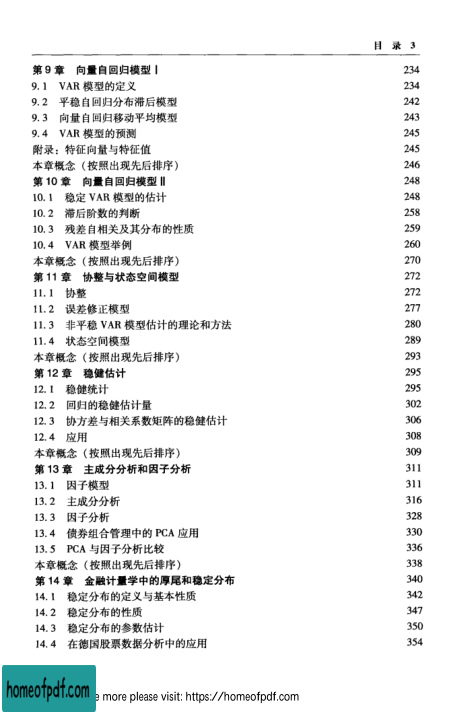 目 录 3
第9章 向量自回归模型Ⅰ 234
9.1 VAR 模型的定义 234
9.2 平稳自回归分布滞后模型 242
9.3 向量自回归移动平均模型 243
9.4 VAR 模型的预测 245
附录：特征向量与特征值 245
本章概念（按照出现先后排序） 246
第10章 向量自回归模型Ⅱ 248
10.1 稳定 VAR 模型的估计 248
10.2 滞后阶数的判断 258
10.3 残差自相关及其分布的性质 259
10.4 VAR 模型举例 260
本章概念（按照出现先后排序） 270
第11章 协整与状态空间模型 272
11.1 协整 272
11.2 误差修正模型 277
11.3 非平稳 VAR 模型估计的理论和方法 280
11.4 状态空间模型 289
本章概念（按照出现先后排序） 293
第12章 稳健估计 295
12.1 稳健统计 295
12.2 回归的稳健估计量 302
12.3 协方差与相关系数矩阵的稳健估计 306
12.4 应用 308
本章概念（按照出现先后排序） 309
第13章 主成分分析和因子分析 311
13.1 因子模型 311
13.2 主成分分析 316
13.3 因子分析 328
13.4 债券组合管理中的 PCA 应用 330
13.5 PCA 与因子分析比较 336
本章概念（按照出现先后排序） 338
第14章 金融计量学中的厚尾和稳定分布 340
14.1 稳定分布的定义与基本性质 342
14.2 稳定分布的性质 347
14.3 稳定分布的参数估计 350
14.4 在德国股票数据分析中的应用 354
homeofpdf.com
e more please visit: https://homeofpdf.com